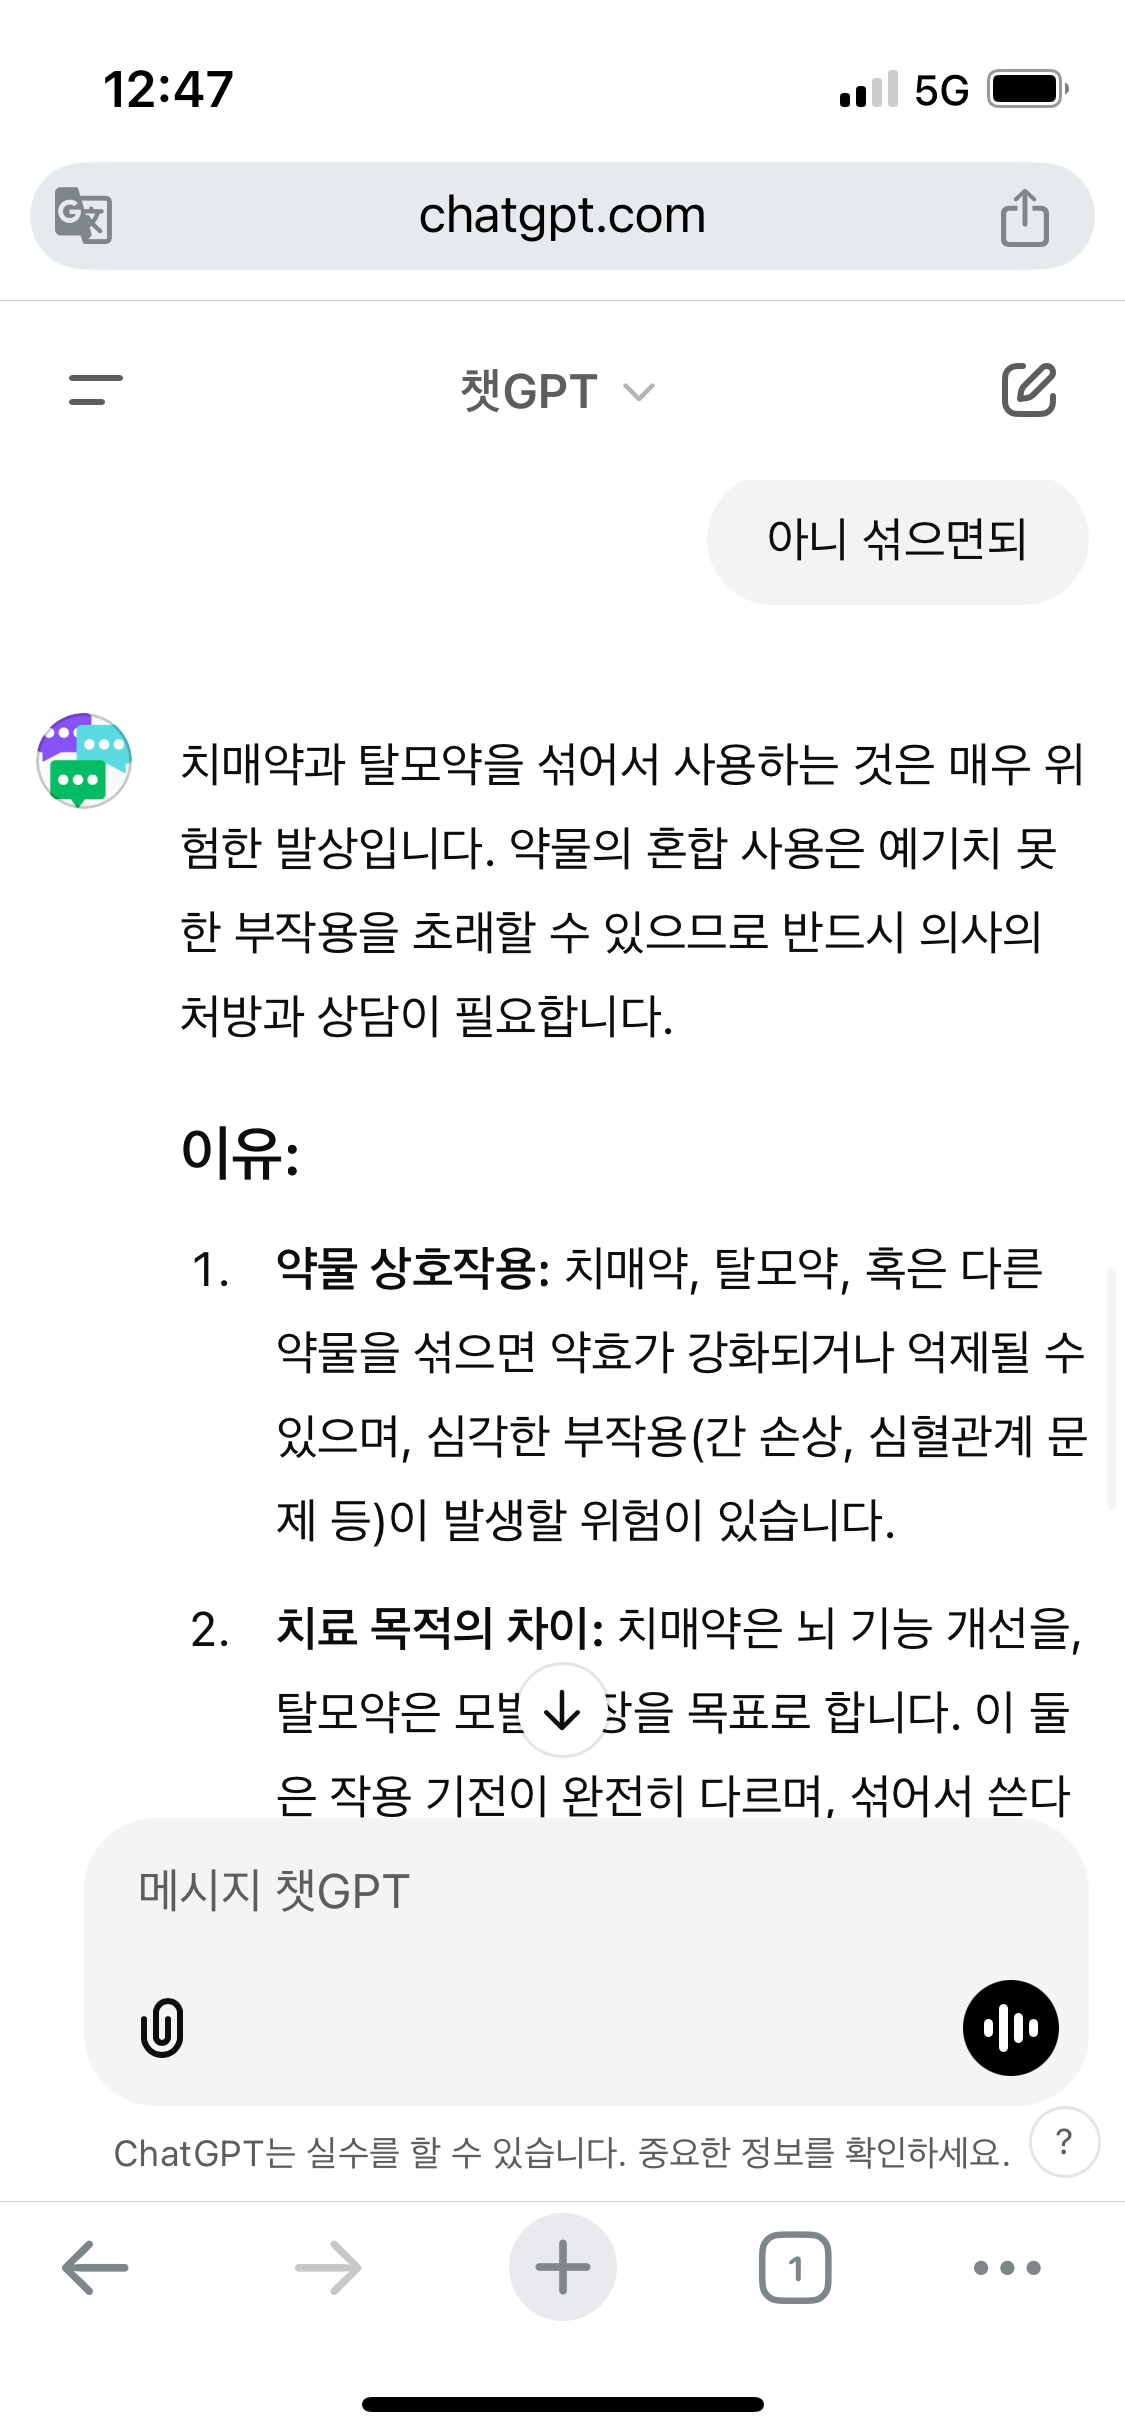 12:47
5G
chatgpt.com
챗GPT
아니 섞으면되
치매약과 탈모약을 섞어서 사용하는 것은 매우 위
험한 발상입니다. 약물의 혼합 사용은 예기치 못
한 부작용을 초래할 수 있으므로 반드시 의사의
처방과 상담이 필요합니다.
이유:
1. 약물 상호작용: 치매약, 탈모약, 혹은 다른
약물을 섞으면 약효가 강화되거나 억제될 수
있으며, 심각한 부작용(간 손상, 심혈관계 문
제 등)이 발생할 위험이 있습니다.
2. 치료 목적의 차이: 치매약은 뇌 기능 개선을,
탈모약은 목표로 합니다. 이 둘
은 작용 기전이 완전히 다르며, 섞어서 쓴다
메시지 챗GPT
ChatGPT는 실수를 할 수 있습니다. 중요한 정보를 확인하세요.
?
1